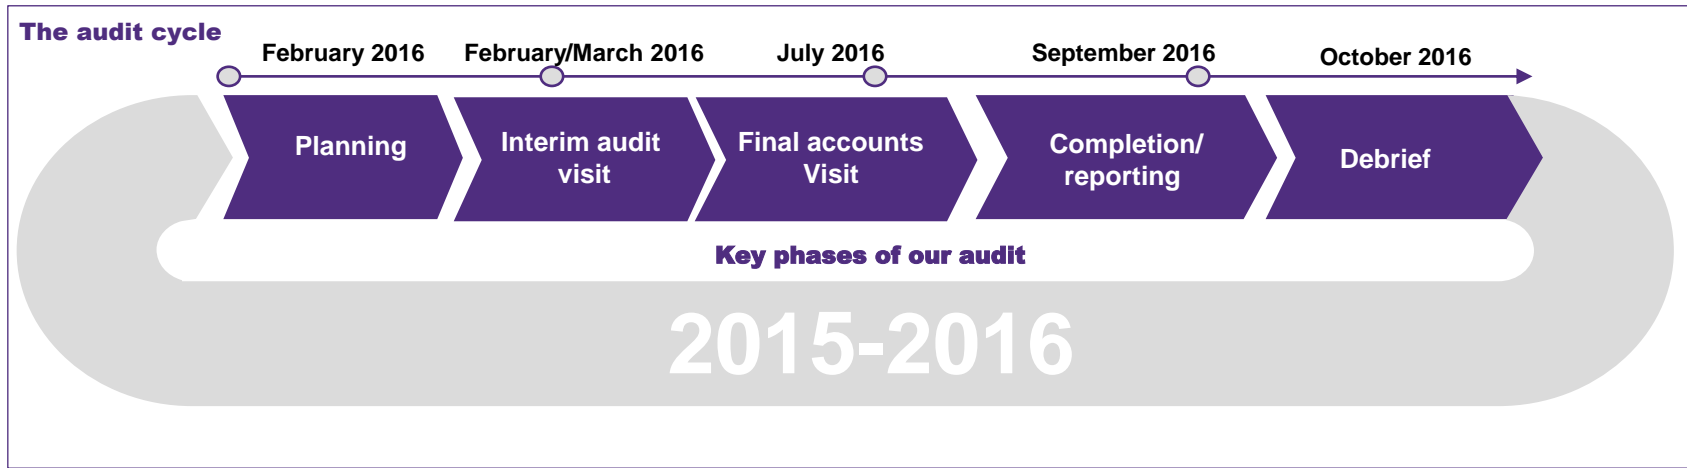 The audit cycle
February 2016
February/March 2016
July 2016
September 2016
October 2016
Planning
Interim audit
visit
Final accounts
Visit
Completion/
reporting
Debrief
Key phases of our audit
2015-2016